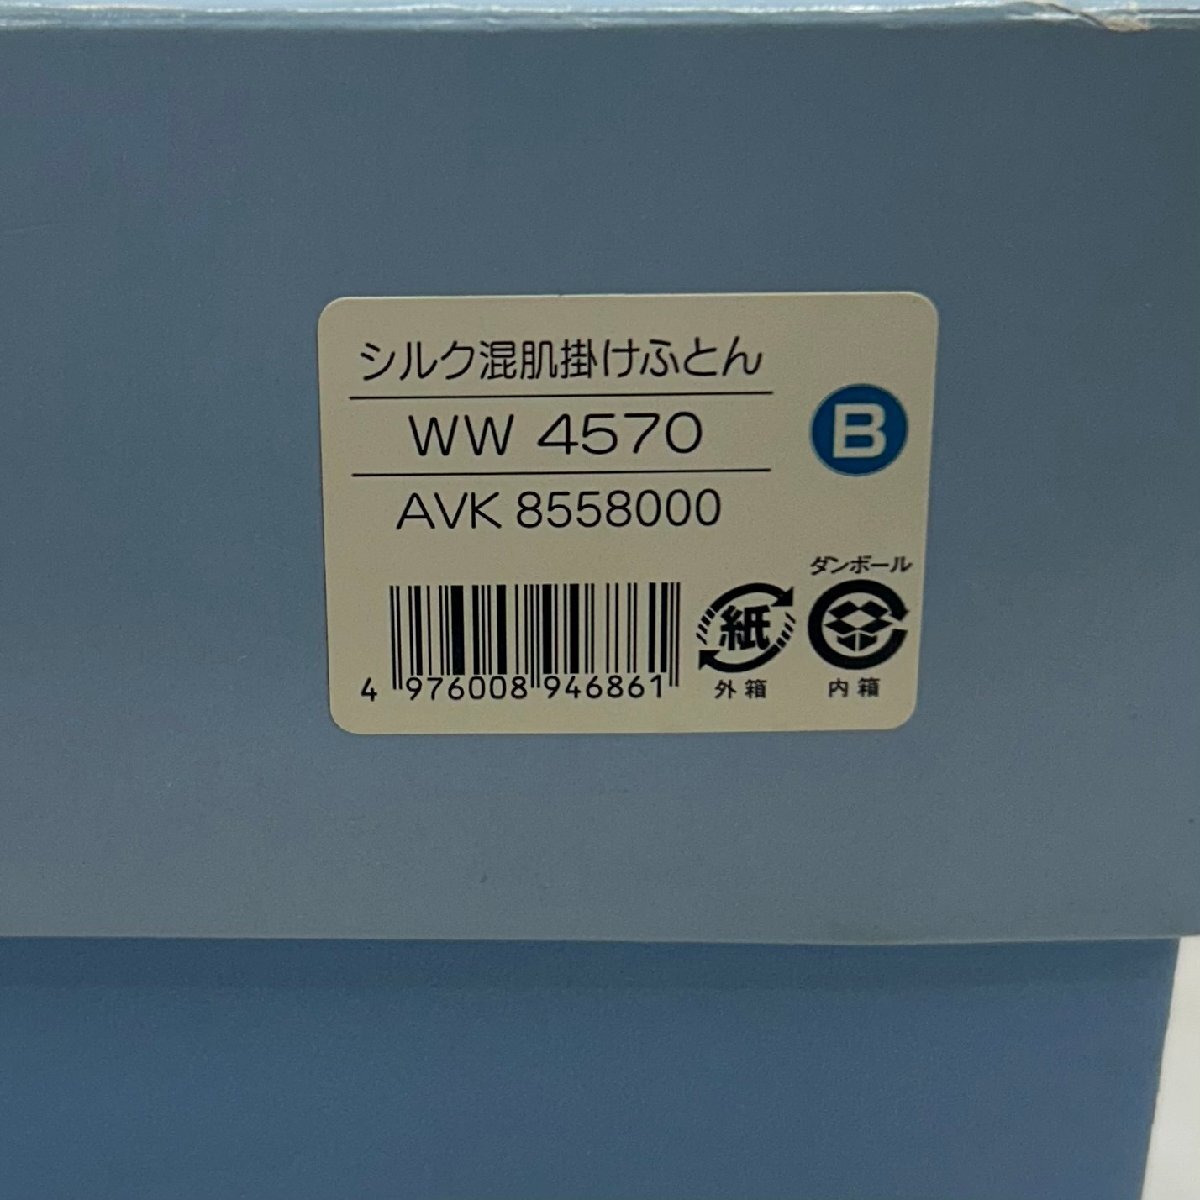 シルク混肌掛けふとん
WW 4570
B
AVK 8558000
ダンボール
紙
外箱
内箱
4 976008 946861